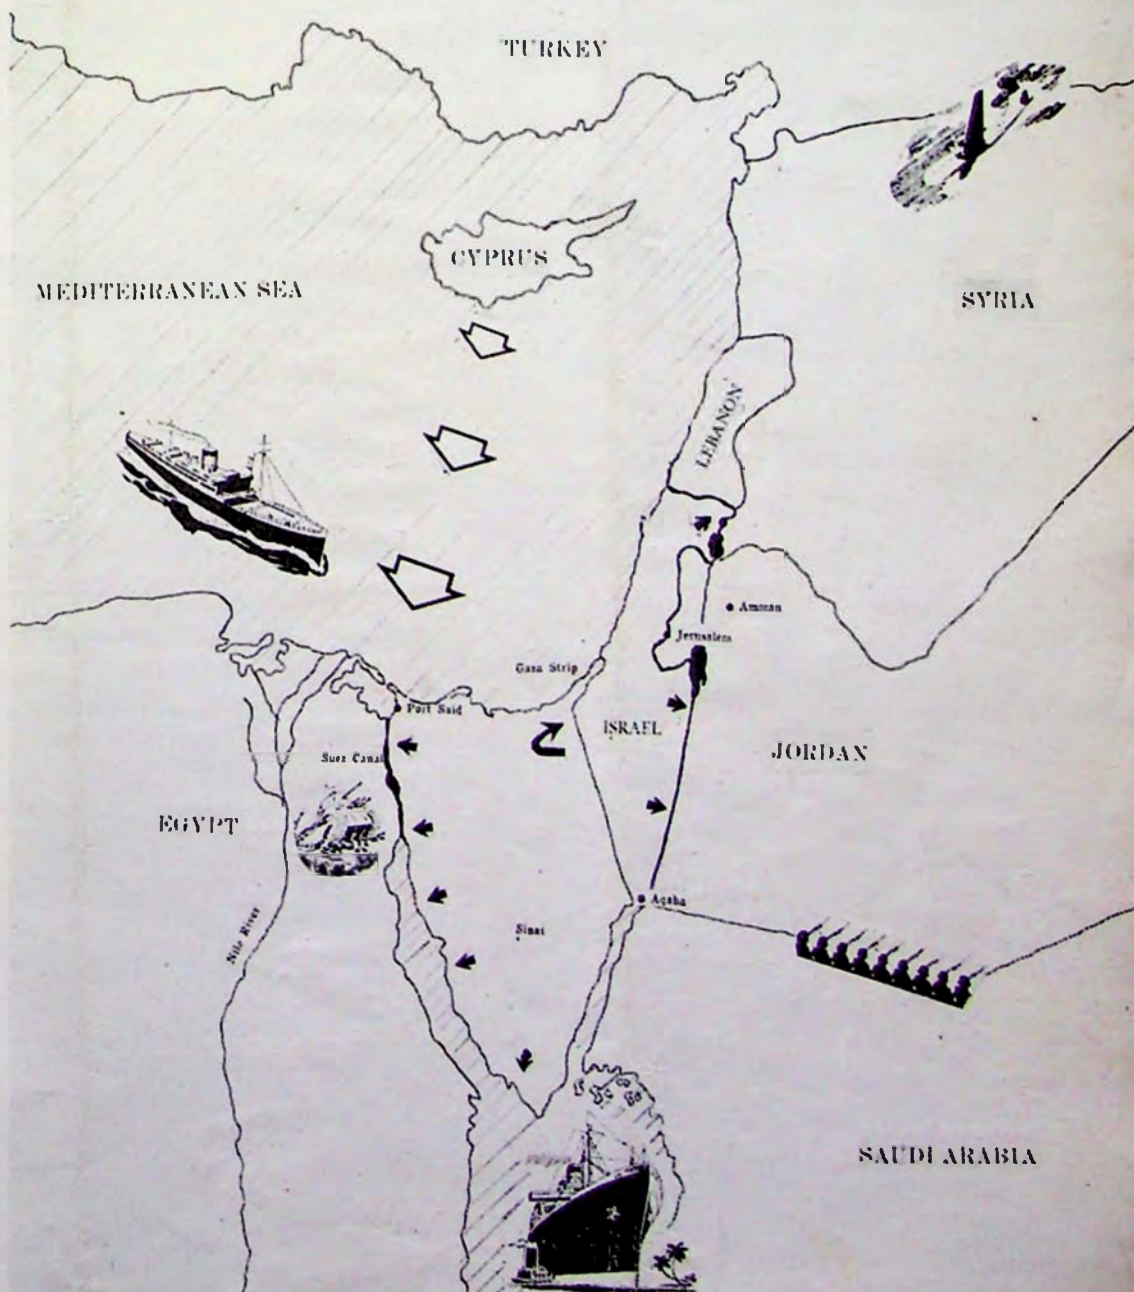 TURKEY
CYPRUS
MEDITERRANEAN SEA
SYRIA
LEBANON
Amman
Jerusalem
Gaza Strip
Port Said
ISRAEL
JORDAN
Suez Canal
EGYPT
Aqaba
Nile River
Sinai
SAUDI ARABIA